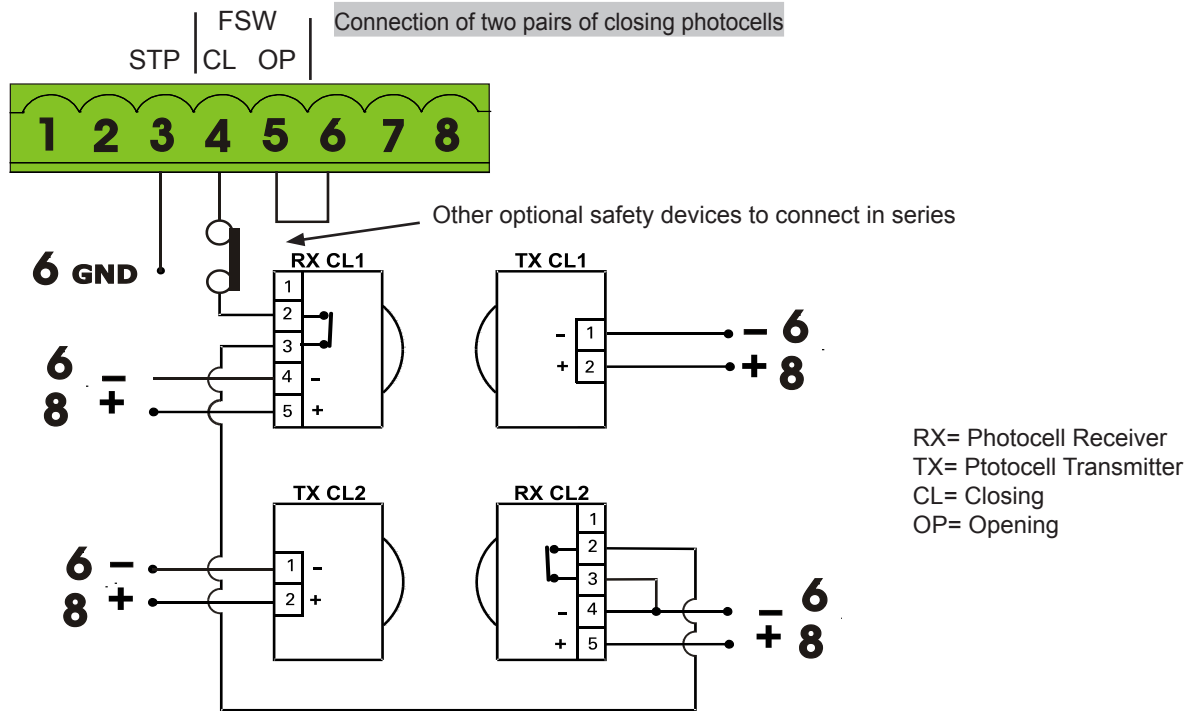 FSW
Connection of two pairs of closing photocells
STP CL OP
1 2 3 4 5 6 7 8
Other optional safety devices to connect in series
6 GND
RX CL1
1
2
3
4 -
5 +
6 -
8 +
TX CL1
- 1
+ 2
- 6
+ 8
RX= Photocell Receiver
TX= Ptotocell Transmitter
CL= Closing
OP= Opening
TX CL2
1 -
2 +
6 -
8 +
RX CL2
1
2
3
- 4
+ 5
- 6
+ 8